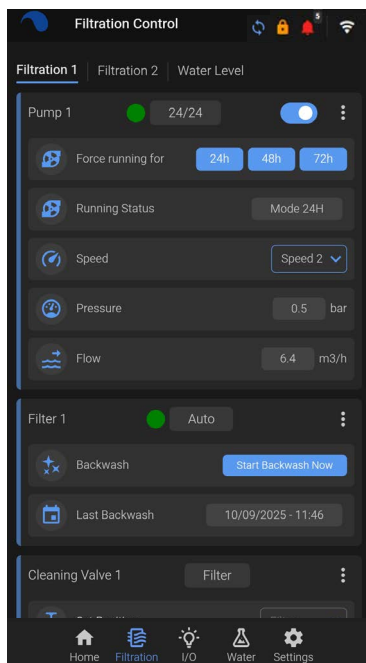 Filtration Control
5
Filtration 1 Filtration 2 Water Level
Pump 1 24/24
Force running for 24h 48h 72h
Running Status Mode 24H
Speed Speed 2
Pressure 0.5 bar
Flow 6.4 m3/h
Filter 1 Auto
Backwash Start Backwash Now
Last Backwash 10/09/2025 - 11:46
Cleaning Valve 1 Filter
Home Filtration I/O Water Settings